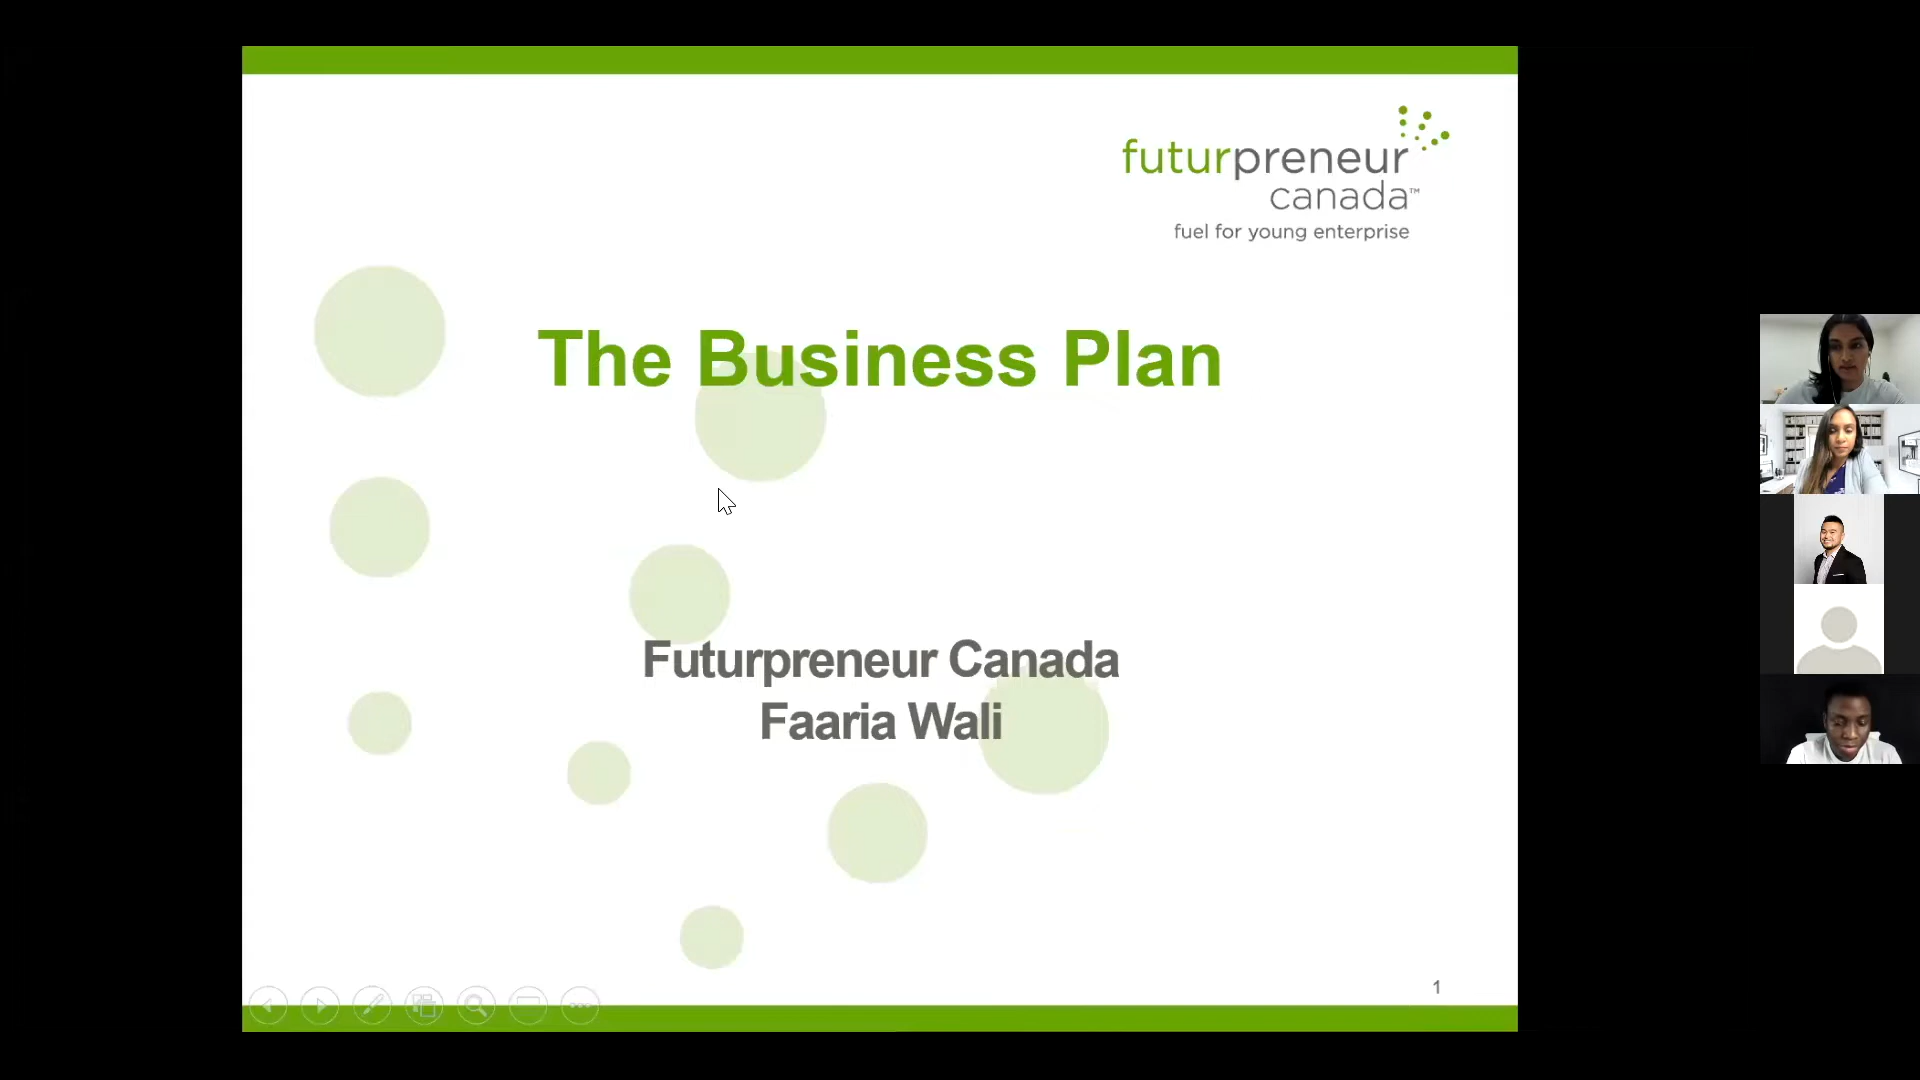 futurpreneur
canada™
fuel for young enterprise
The Business Plan
Futurpreneur Canada
Faaria Wali
1